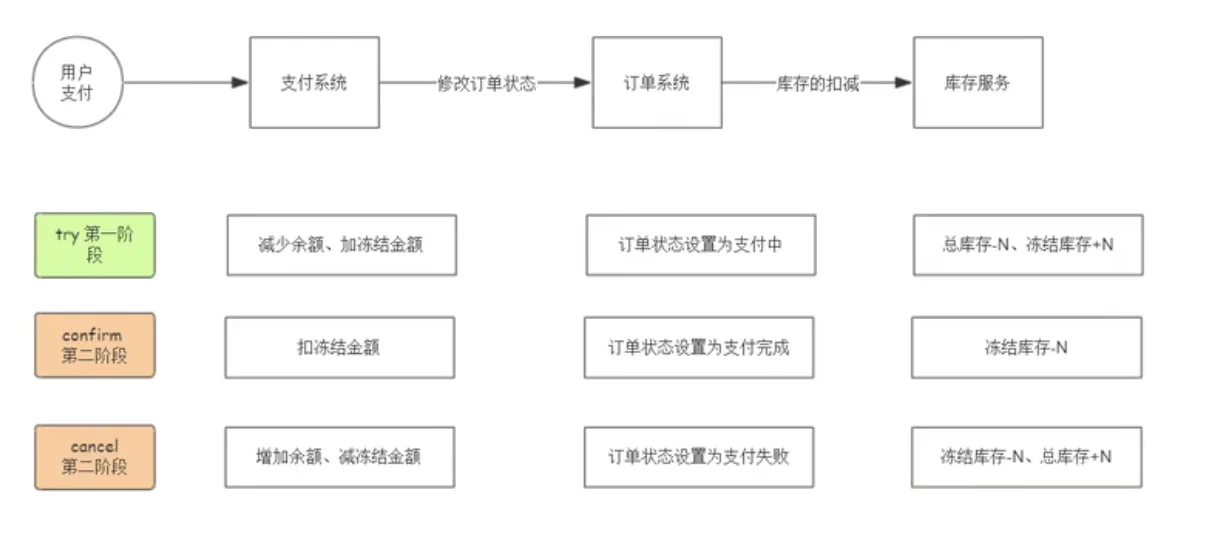 用户
支付
支付系统
修改订单状态
订单系统
库存的扣减
库存服务
try 第一阶
段
减少余额、加冻结金额
订单状态设置为支付中
总库存-N、冻结库存+N
confirm
第二阶段
扣冻结金额
订单状态设置为支付完成
冻结库存-N
cancel
第二阶段
增加余额、减冻结金额
订单状态设置为支付失败
冻结库存-N、总库存+N